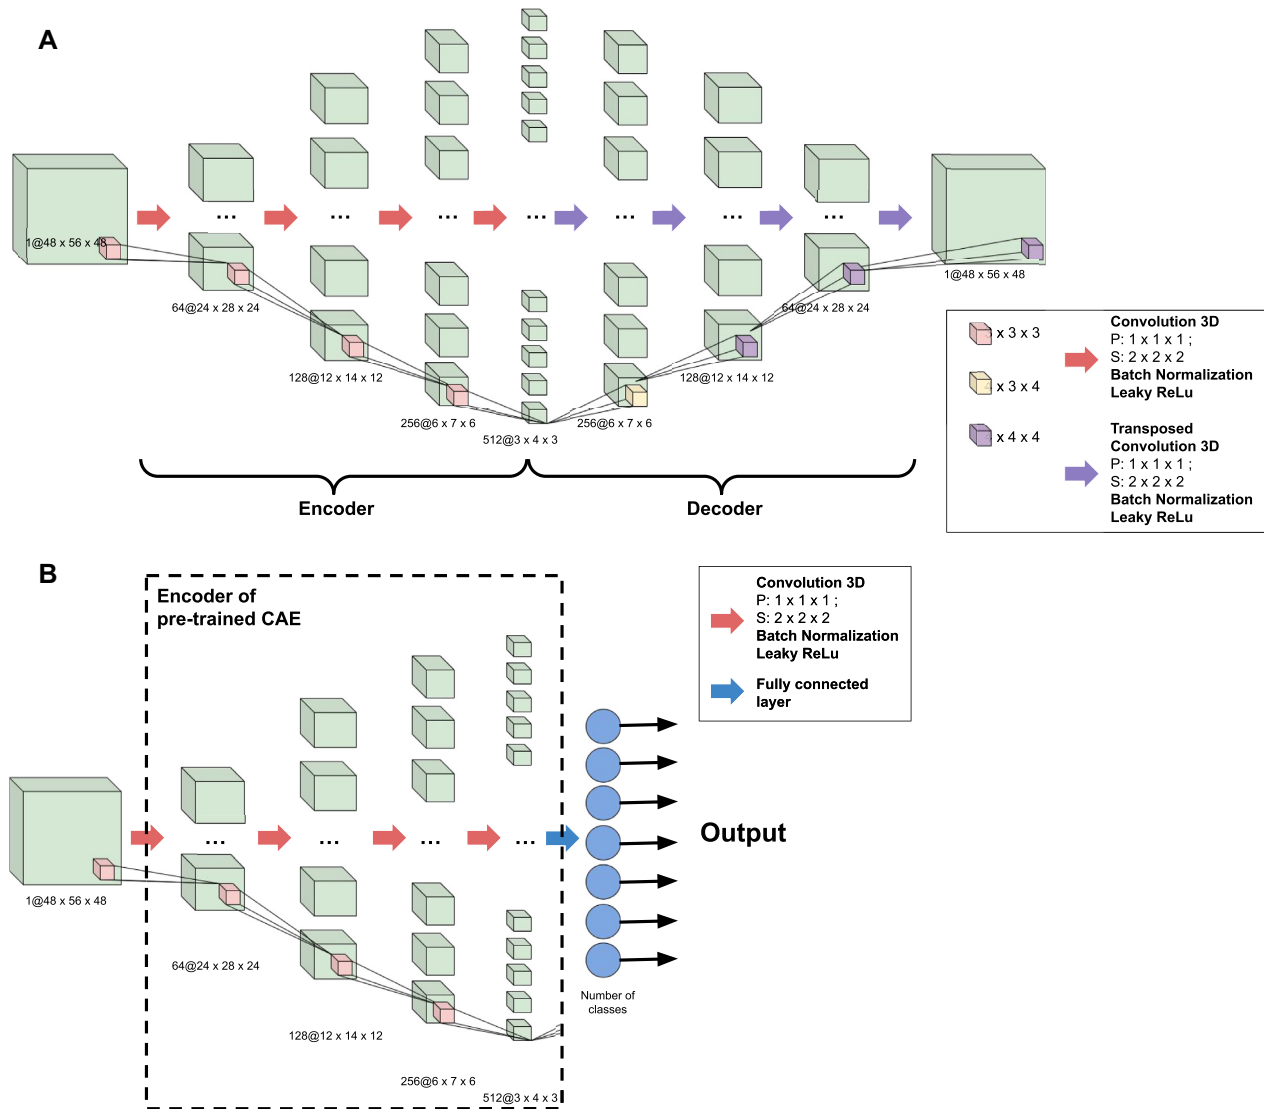 A
1@48 x 56 x 48
...
...
...
...
...
...
...
64@24 x 28 x 24
128@12 x 14 x 12
256@6 x 7 x 6
512@3 x 4 x 3
256@6 x 7 x 6
128@12 x 14 x 12
64@24 x 28 x 24
1@48 x 56 x 48
Encoder
Decoder
x 3 x 3
x 3 x 4
x 4 x 4
Convolution 3D
P: 1 x 1 x 1 ;
S: 2 x 2 x 2
Batch Normalization
Leaky ReLu
Transposed
Convolution 3D
P: 1 x 1 x 1 ;
S: 2 x 2 x 2
Batch Normalization
Leaky ReLu
B
Encoder of
pre-trained CAE
1@48 x 56 x 48
...
...
...
...
64@24 x 28 x 24
128@12 x 14 x 12
256@6 x 7 x 6
512@3 x 4 x 3
Number of
classes
Output
Convolution 3D
P: 1 x 1 x 1 ;
S: 2 x 2 x 2
Batch Normalization
Leaky ReLu
Fully connected
layer